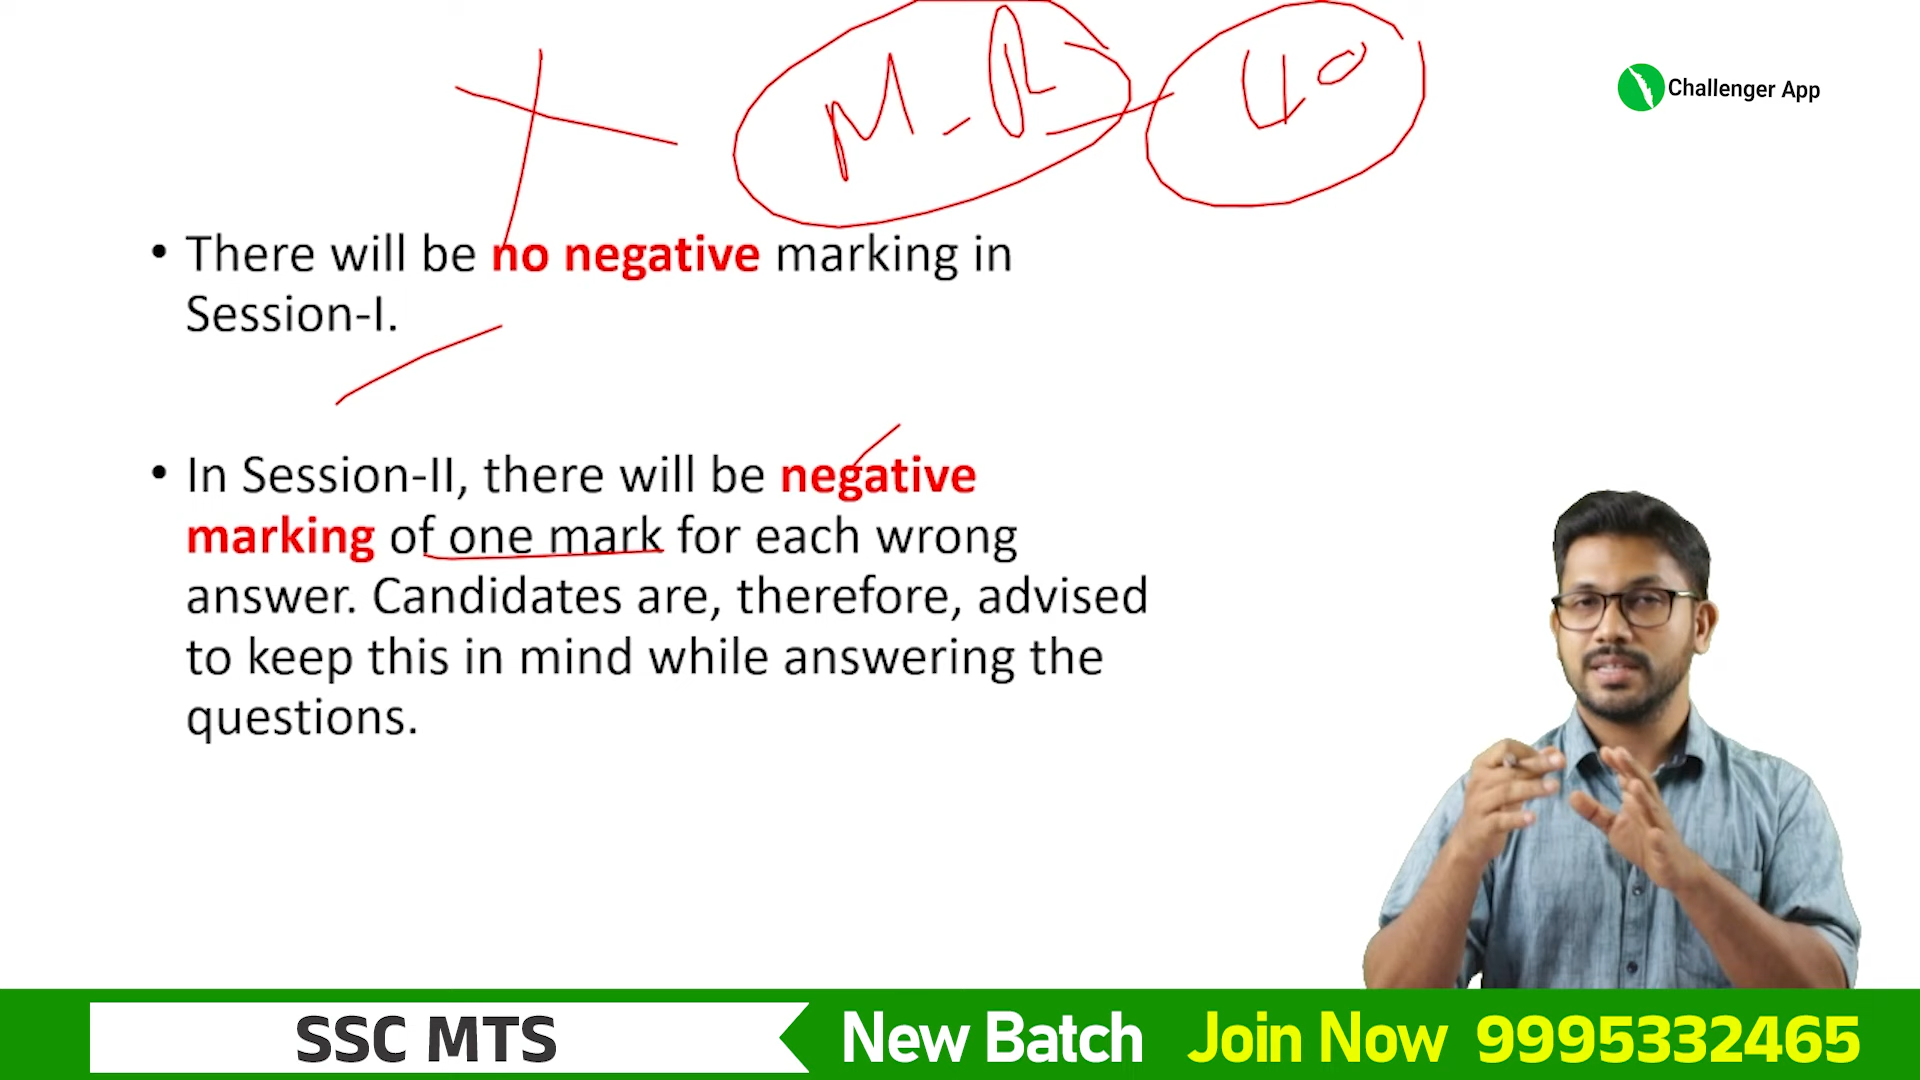 M-R - 40
Challenger App
• There will be no negative marking in
Session-I.
• In Session-II, there will be negative
marking of one mark for each wrong
answer. Candidates are, therefore, advised
to keep this in mind while answering the
questions.
SSC MTS
New Batch Join Now 9995332465